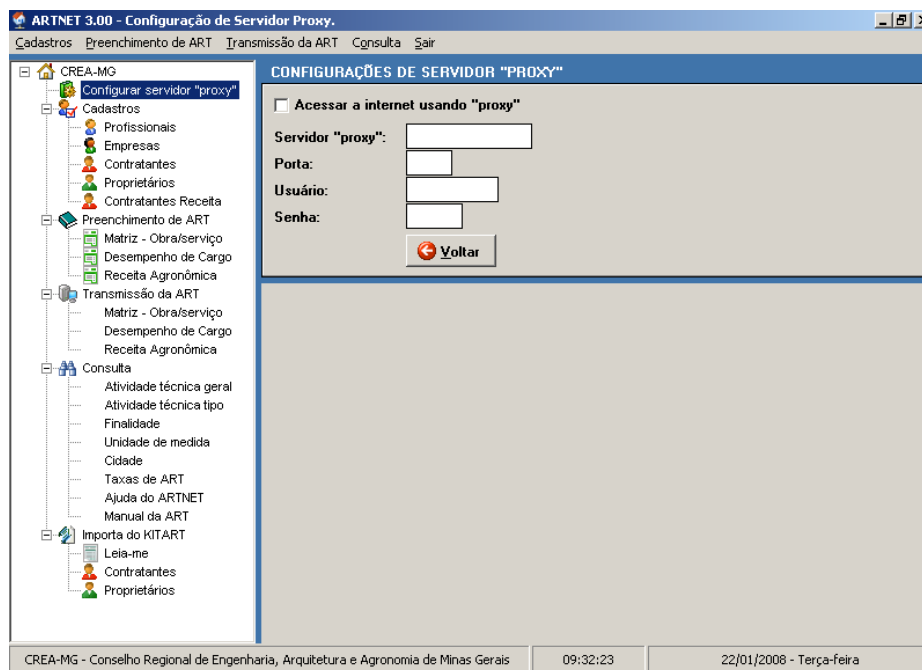 ARTNET 3.00 - Configuração de Servidor Proxy.
Cadastros Preenchimento de ART Transmissão da ART Consulta Sair
CREA-MG
Configurar servidor "proxy"
Cadastros
Profissionais
Empresas
Contratantes
Proprietários
Contratantes Receita
Preenchimento de ART
Matriz - Obra/serviço
Desempenho de Cargo
Receita Agronômica
Transmissão da ART
Matriz - Obra/serviço
Desempenho de Cargo
Receita Agronômica
Consulta
Atividade técnica geral
Atividade técnica tipo
Finalidade
Unidade de medida
Cidade
Taxas de ART
Ajuda do ARTNET
Manual da ART
Importa do KITART
Leia-me
Contratantes
Proprietários
CONFIGURAÇÕES DE SERVIDOR "PROXY"
Acessar a internet usando "proxy"
Servidor "proxy":
Porta:
Usuário:
Senha:
Voltar
CREA-MG - Conselho Regional de Engenharia, Arquitetura e Agronomia de Minas Gerais 09:32:23 22/01/2008 - Terça-feira